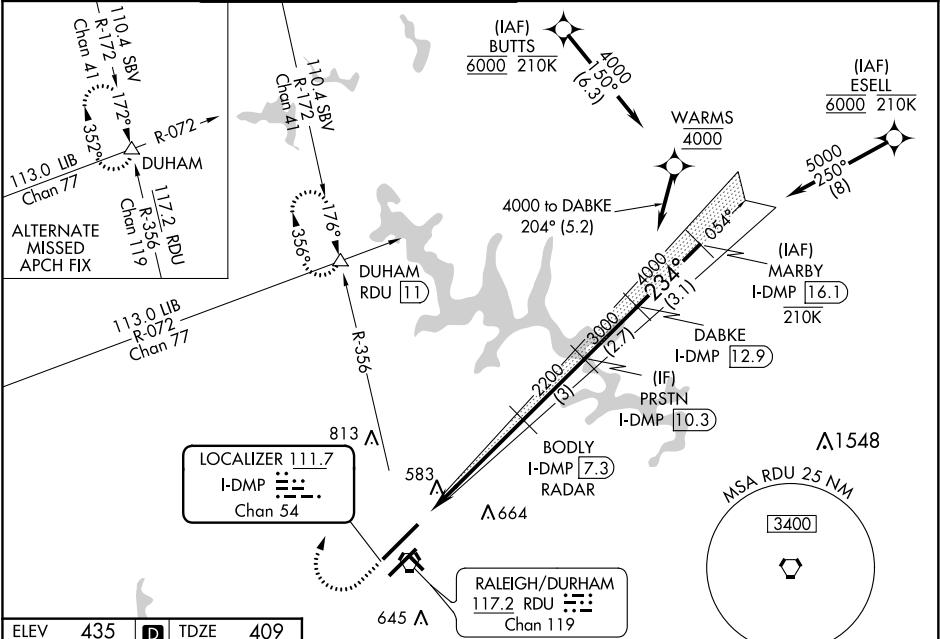 110.4 SBV
R-172
Chan 41
172°
352°
R-072
DUHAM
113.0 LIB
Chan 77
117.2 RDU
R-356
Chan 119
ALTERNATE
MISSED
APCH FIX
110.4 SBV
R-172
Chan 41
176°
356°
DUHAM
RDU 11
113.0 LIB
R-072
Chan 77
R-356
(IAF)
BUTTS
6000 210K
4000
150°
(6.3)
WARMS
4000
(IAF)
ESELL
6000 210K
5000
250°
(8)
4000 to DABKE
204° (5.2)
054°
4000
234°
(3.1)
(IAF)
MARBY
I-DMP 16.1
210K
3000
(2.7)
DABKE
I-DMP 12.9
2200
(3)
(IF)
PRSTN
I-DMP 10.3
BODLY
I-DMP 7.3
RADAR
813
583
664
1548
LOCALIZER 111.7
I-DMP
Chan 54
MSA RDU 25 NM
3400
RALEIGH/DURHAM
117.2 RDU
Chan 119
645
ELEV 435 D TDZE 409